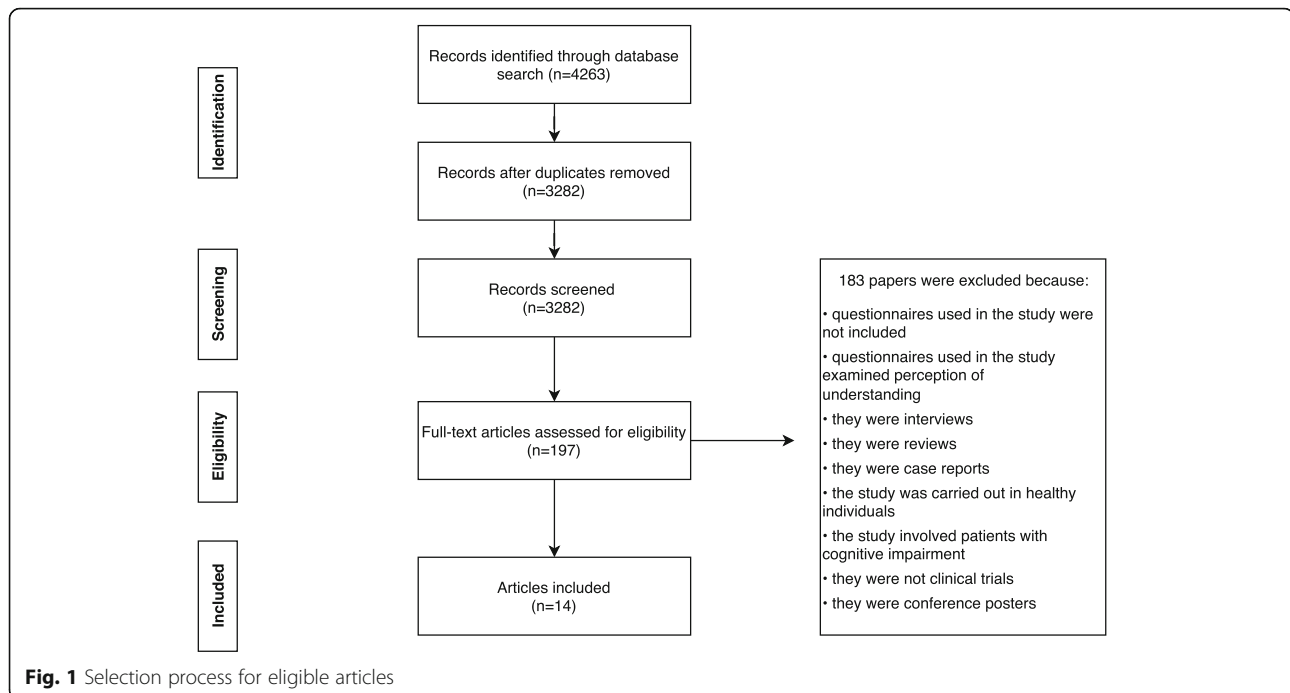 Identification
Records identified through database
search (n=4263)
Records after duplicates removed
(n=3282)
Screening
Records screened
(n=3282)
Eligibility
Full-text articles assessed for eligibility
(n=197)
183 papers were excluded because:
• questionnaires used in the study were
not included
• questionnaires used in the study
examined perception of
understanding
• they were interviews
• they were reviews
• they were case reports
• the study was carried out in healthy
individuals
• the study involved patients with
cognitive impairment
• they were not clinical trials
• they were conference posters
Included
Articles included
(n=14)
Fig. 1 Selection process for eligible articles